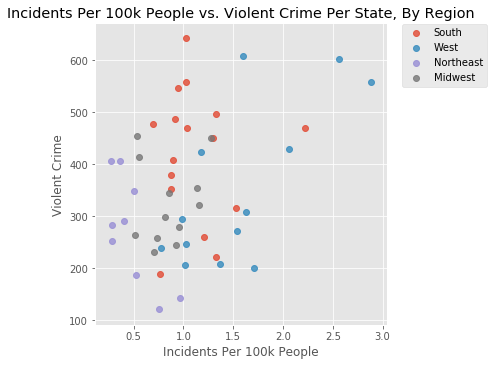 Incidents Per 100k People vs. Violent Crime Per State, By Region
South
West
Northeast
Midwest
600
500
400
300
200
100
Violent Crime
0.5 1.0 1.5 2.0 2.5 3.0
Incidents Per 100k People